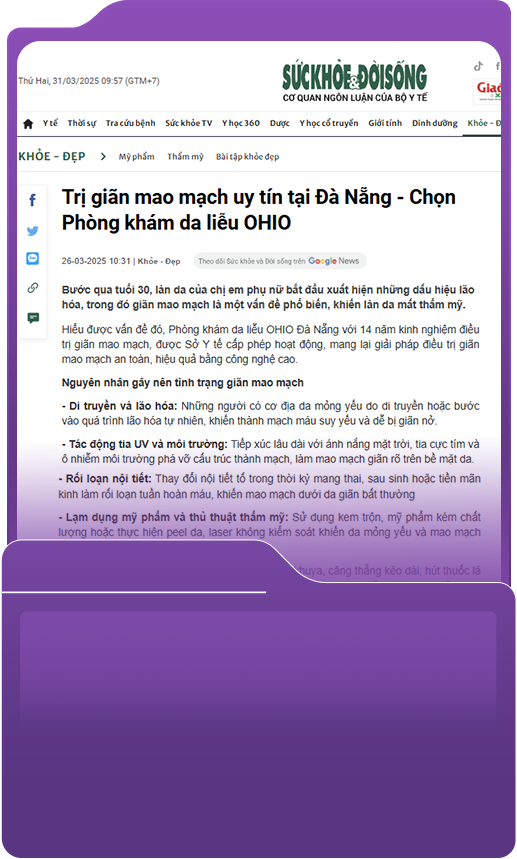 Thứ Hai, 31/03/2025 09:57 (GTM+7)
SỨC KHỎE & ĐỜI SỐNG
CƠ QUAN NGÔN LUẬN CỦA BỘ Y TẾ
Y tế Thời sự Tra cứu bệnh Sức khỏe TV Y học 360 Dược Y học cổ truyền Giới tính Dinh dưỡng Khỏe -
KHỎE - ĐẸP > Mỹ phẩm Thẩm mỹ Bài tập khỏe đẹp
Trị giãn mao mạch uy tín tại Đà Nẵng - Chọn
Phòng khám da liễu OHIO
26-03-2025 10:31 | Khỏe - Đẹp Theo dõi Sức khỏe và Đời sống trên Google News
Bước qua tuổi 30, làn da của chị em phụ nữ bắt đầu xuất hiện những dấu hiệu lão
hóa, trong đó giãn mao mạch là một vấn đề phổ biến, khiến làn da mất thẩm mỹ.
Hiểu được vấn đề đó, Phòng khám da liễu OHIO Đà Nẵng với 14 năm kinh nghiệm điều
trị giãn mao mạch, được Sở Y tế cấp phép hoạt động, mang lại giải pháp điều trị giãn
mao mạch an toàn, hiệu quả bằng công nghệ cao.
Nguyên nhân gây nên tình trạng giãn mao mạch
- Di truyền và lão hóa: Những người có cơ địa da mỏng yếu do di truyền hoặc bước
vào quá trình lão hóa tự nhiên, khiến thành mạch máu suy yếu và dễ bị giãn nở.
- Tác động tia UV và môi trường: Tiếp xúc lâu dài với ánh nắng mặt trời, tia cực tím và
ô nhiễm môi trường phá vỡ cấu trúc thành mạch, làm mao mạch giãn rõ trên bề mặt da.
- Rối loạn nội tiết: Thay đổi nội tiết tố trong thời kỳ mang thai, sau sinh hoặc tiền mãn
kinh làm rối loạn tuần hoàn máu, khiến mao mạch dưới da giãn bất thường
- Lạm dụng mỹ phẩm và thủ thuật thẩm mỹ: Sử dụng kem trộn, mỹ phẩm kém chất
lượng hoặc thực hiện peel da, laser không kiểm soát khiến da mỏng yếu và mao mạch
căng thẳng kéo dài, hút thuốc lá